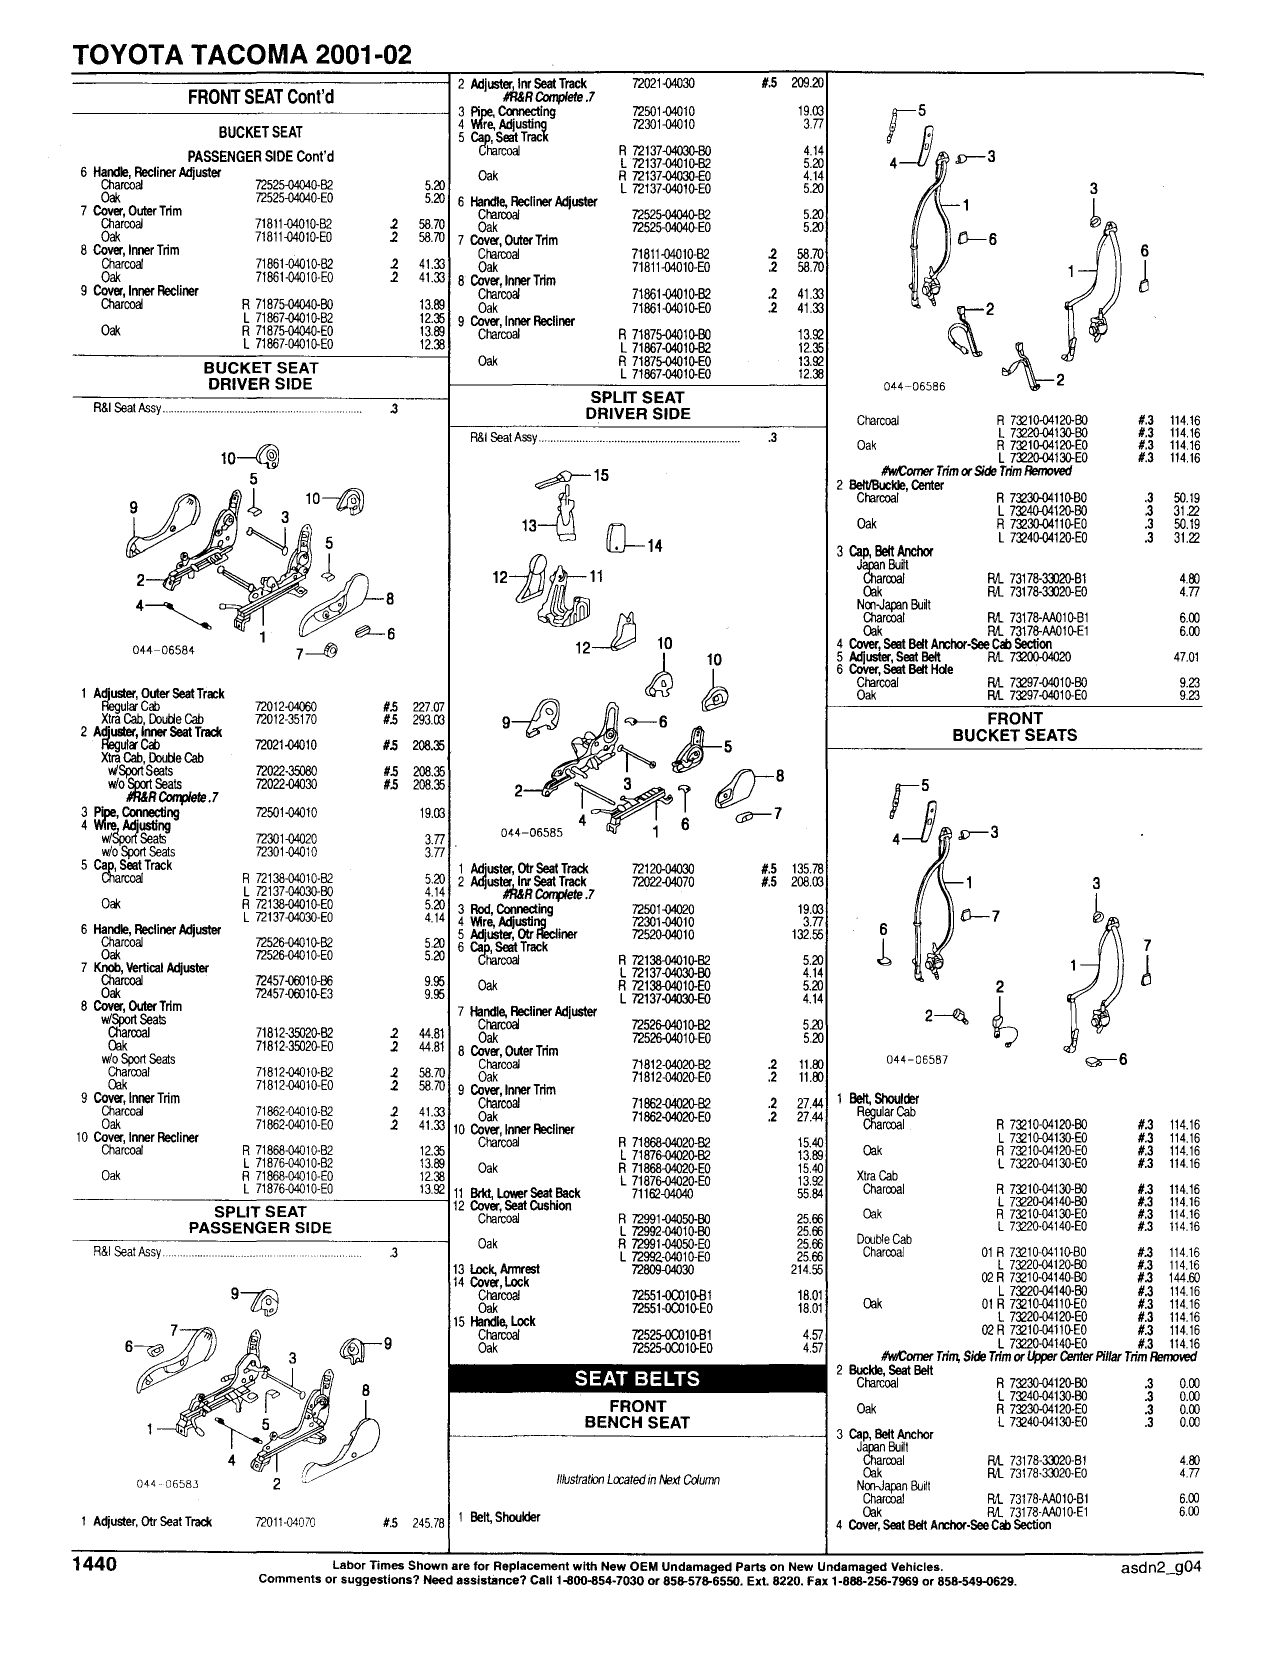 TOYOTA TACOMA 2001-02
FRONT SEAT Cont'd
BUCKET SEAT
PASSENGER SIDE Cont'd
6 Handle, Recliner Adjuster
Charcoal 72525-04040-B2 5.20
Oak 72525-04040-E0 5.20
7 Cover, Outer Trim
Charcoal 71811-04010-B2 .2 58.70
Oak 71811-04010-E0 .2 58.70
8 Cover, Inner Trim
Charcoal 71861-04010-B2 .2 41.33
Oak 71861-04010-E0 .2 41.33
9 Cover, Inner Recliner
Charcoal R 71875-04040-B0 13.89
L 71867-04010-B2 12.35
Oak R 71875-04040-E0 13.89
L 71867-04010-E0 12.38
BUCKET SEAT
DRIVER SIDE
R&I Seat Assy .3
10
5
10
9
3
5
2
8
4
1
6
7
044-06584
1 Adjuster, Outer Seat Track
Regular Cab 72012-04060 #.5 227.07
Xtra Cab, Double Cab 72012-35170 #.5 293.03
2 Adjuster, Inner Seat Track
Regular Cab 72021-04010 #.5 208.35
Xtra Cab, Double Cab
w/Sport Seats 72022-35080 #.5 208.35
w/o Sport Seats 72022-04030 #.5 208.35
#R&R Complete .7
3 Pipe, Connecting 72501-04010 19.03
4 Wire, Adjusting
w/Sport Seats 72301-04020 3.77
w/o Sport Seats 72301-04010 3.77
5 Cap, Seat Track
Charcoal R 72138-04010-B2 5.20
L 72137-04030-B0 4.14
Oak R 72138-04010-E0 5.20
L 72137-04030-E0 4.14
6 Handle, Recliner Adjuster
Charcoal 72526-04010-B2 5.20
Oak 72526-04010-E0 5.20
7 Knob, Vertical Adjuster
Charcoal 72457-06010-B6 9.95
Oak 72457-06010-E3 9.95
8 Cover, Outer Trim
w/Sport Seats
Charcoal 71812-35020-B2 .2 44.81
Oak 71812-35020-E0 .2 44.81
w/o Sport Seats
Charcoal 71812-04010-B2 .2 58.70
Oak 71812-04010-E0 .2 58.70
9 Cover, Inner Trim
Charcoal 71862-04010-B2 .2 41.33
Oak 71862-04010-E0 .2 41.33
10 Cover, Inner Recliner
Charcoal R 71868-04010-B2 12.35
L 71876-04010-B2 13.89
Oak R 71868-04010-E0 12.38
L 71876-04010-E0 13.92
SPLIT SEAT
PASSENGER SIDE
R&I Seat Assy .3
9
7
6
9
3
8
1
5
4
2
044-06583
1 Adjuster, Otr Seat Track 72011-04070 #.5 245.78
2 Adjuster, Inr Seat Track 72021-04030 #.5 209.20
#R&R Complete .7
3 Pipe, Connecting 72501-04010 19.03
4 Wire, Adjusting 72301-04010 3.77
5 Cap, Seat Track
Charcoal R 72137-04030-B0 4.14
L 72137-04010-B2 5.20
Oak R 72137-04030-E0 4.14
L 72137-04010-E0 5.20
6 Handle, Recliner Adjuster
Charcoal 72525-04040-B2 5.20
Oak 72525-04040-E0 5.20
7 Cover, Outer Trim
Charcoal 71811-04010-B2 .2 58.70
Oak 71811-04010-E0 .2 58.70
8 Cover, Inner Trim
Charcoal 71861-04010-B2 .2 41.33
Oak 71861-04010-E0 .2 41.33
9 Cover, Inner Recliner
Charcoal R 71875-04010-B0 13.92
L 71867-04010-B2 12.35
Oak R 71875-04010-E0 13.92
L 71867-04010-E0 12.38
SPLIT SEAT
DRIVER SIDE
R&I Seat Assy .3
15
13
14
12
11
12
10
10
9
6
5
3
8
2
4
1
6
7
044-06585
1 Adjuster, Otr Seat Track 72120-04030 #.5 135.78
2 Adjuster, Inr Seat Track 72022-04070 #.5 208.03
#R&R Complete .7
3 Rod, Connecting 72501-04020 19.03
4 Wire, Adjusting 72301-04010 3.77
5 Adjuster, Otr Recliner 72520-04010 132.55
6 Cap, Seat Track
Charcoal R 72138-04010-B2 5.20
L 72137-04030-B0 4.14
Oak R 72138-04010-E0 5.20
L 72137-04030-E0 4.14
7 Handle, Recliner Adjuster
Charcoal 72526-04010-B2 5.20
Oak 72526-04010-E0 5.20
8 Cover, Outer Trim
Charcoal 71812-04020-B2 .2 11.80
Oak 71812-04020-E0 .2 11.80
9 Cover, Inner Trim
Charcoal 71862-04020-B2 .2 27.44
Oak 71862-04020-E0 .2 27.44
10 Cover, Inner Recliner
Charcoal R 71868-04020-B2 15.40
L 71876-04020-B2 13.89
Oak R 71868-04020-E0 15.40
L 71876-04020-E0 13.92
11 Brkt, Lower Seat Back 71162-04040 55.84
12 Cover, Seat Cushion
Charcoal R 72991-04050-B0 25.66
L 72992-04010-B0 25.66
Oak R 72991-04050-E0 25.66
L 72992-04010-E0 25.66
13 Lock, Armrest 72809-04030 214.55
14 Cover, Lock
Charcoal 72551-0C010-B1 18.01
Oak 72551-0C010-E0 18.01
15 Handle, Lock
Charcoal 72525-0C010-B1 4.57
Oak 72525-0C010-E0 4.57
SEAT BELTS
FRONT
BENCH SEAT
Illustration Located in Next Column
1 Belt, Shoulder
5
4
3
3
1
6
6
1
2
2
044-06586
Charcoal R 73210-04120-B0 #.3 114.16
L 73220-04130-B0 #.3 114.16
Oak R 73210-04120-E0 #.3 114.16
L 73220-04130-E0 #.3 114.16
#w/Corner Trim or Side Trim Removed
2 Belt/Buckle, Center
Charcoal R 73230-04110-B0 .3 50.19
L 73240-04120-B0 .3 31.22
Oak R 73230-04110-E0 .3 50.19
L 73240-04120-E0 .3 31.22
3 Cap, Belt Anchor
Japan Built
Charcoal R/L 73178-33020-B1 4.80
Oak R/L 73178-33020-E0 4.77
Non-Japan Built
Charcoal R/L 73178-AA010-B1 6.00
Oak R/L 73178-AA010-E1 6.00
4 Cover, Seat Belt Anchor-See Cab Section
5 Adjuster, Seat Belt R/L 73200-04020 47.01
6 Cover, Seat Belt Hole
Charcoal R/L 73297-04010-B0 9.23
Oak R/L 73297-04010-E0 9.23
FRONT
BUCKET SEATS
5
4
3
1
3
7
6
7
1
2
2
6
044-06587
1 Belt, Shoulder
Regular Cab
Charcoal R 73210-04120-B0 #.3 114.16
L 73210-04130-E0 #.3 114.16
Oak R 73210-04120-E0 #.3 114.16
L 73220-04130-E0 #.3 114.16
Xtra Cab
Charcoal R 73210-04130-B0 #.3 114.16
L 73220-04140-B0 #.3 114.16
Oak R 73210-04130-E0 #.3 114.16
L 73220-04140-E0 #.3 114.16
Double Cab
Charcoal 01 R 73210-04110-B0 #.3 114.16
L 73220-04120-B0 #.3 114.16
02 R 73210-04140-B0 #.3 144.60
L 73220-04140-B0 #.3 114.16
Oak 01 R 73210-04110-E0 #.3 114.16
L 73220-04120-E0 #.3 114.16
02 R 73210-04110-E0 #.3 114.16
L 73220-04140-E0 #.3 114.16
#w/Corner Trim, Side Trim or Upper Center Pillar Trim Removed
2 Buckle, Seat Belt
Charcoal R 73230-04120-B0 .3 0.00
L 73240-04130-B0 .3 0.00
Oak R 73230-04120-E0 .3 0.00
L 73240-04130-E0 .3 0.00
3 Cap, Belt Anchor
Japan Built
Charcoal R/L 73178-33020-B1 4.80
Oak R/L 73178-33020-E0 4.77
Non-Japan Built
Charcoal R/L 73178-AA010-B1 6.00
Oak R/L 73178-AA010-E1 6.00
4 Cover, Seat Belt Anchor-See Cab Section
1440
Labor Times Shown are for Replacement with New OEM Undamaged Parts on New Undamaged Vehicles.
Comments or suggestions? Need assistance? Call 1-800-854-7030 or 858-578-6550. Ext. 8220. Fax 1-888-256-7969 or 858-549-0629.
asdn2_g04